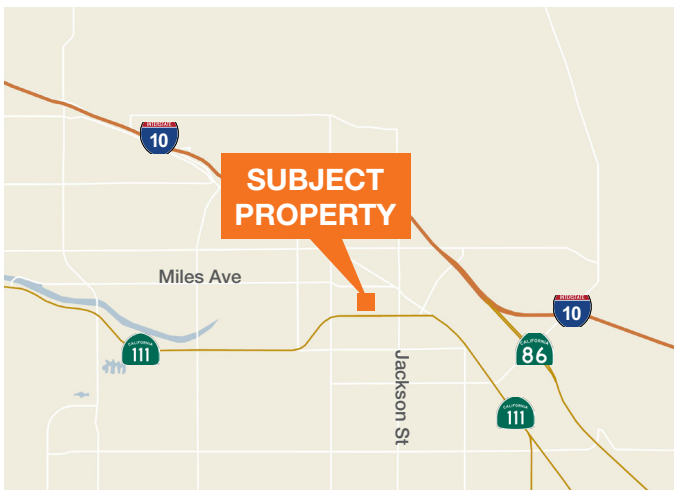 INTERSTATE
10
SUBJECT
PROPERTY
Miles Ave
INTERSTATE
10
CALIFORNIA
111
CALIFORNIA
86
Jackson St
CALIFORNIA
111